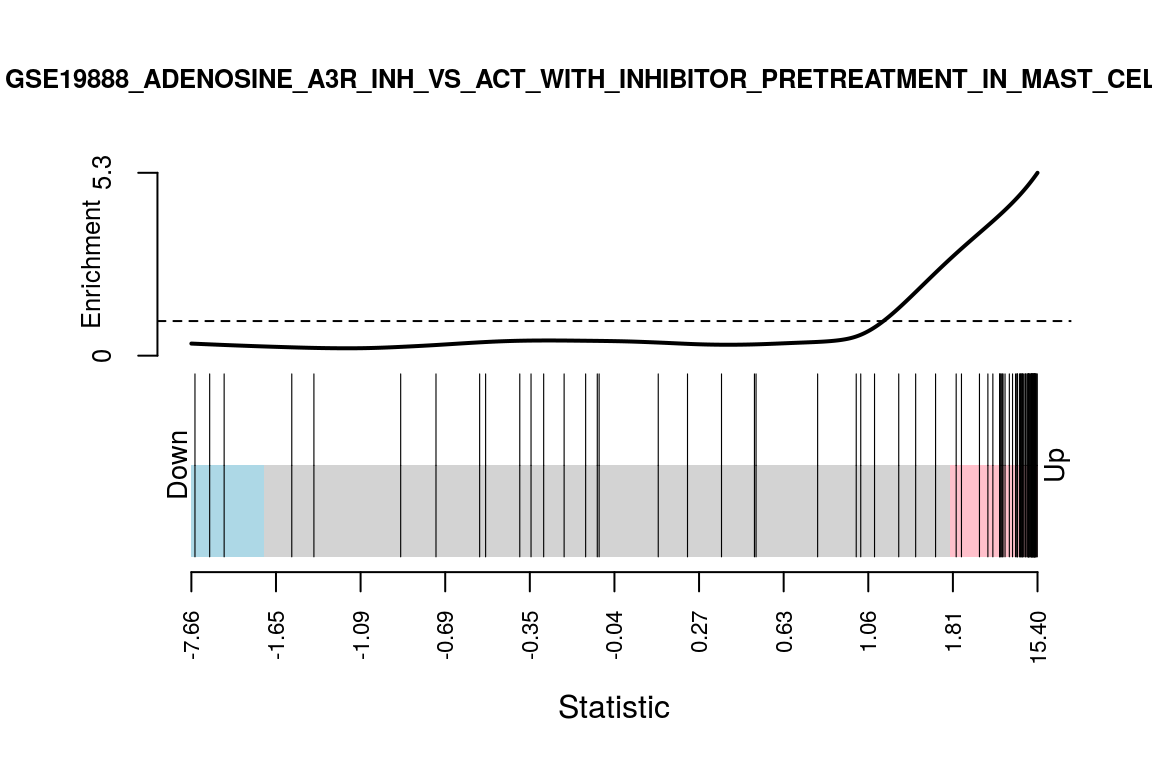 GSE19888_ADENOSINE_A3R_INH_VS_ACT_WITH_INHIBITOR_PRETREATMENT_IN_MAST_CEL
5.3
Enrichment
0
Down
Up
-7.66 -1.65 -1.09 -0.69 -0.35 -0.04 0.27 0.63 1.06 1.81 15.40
Statistic